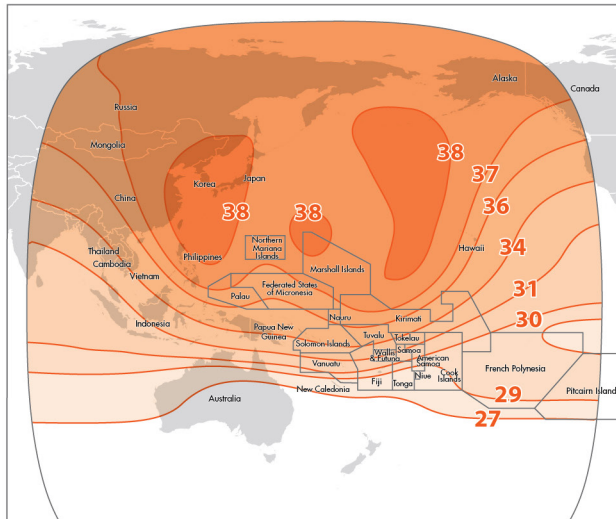 Alaska
Canada
Russia
Mongolia
38
37
Korea
Japan
China
36
38
38
Northern
Mariana
Islands
Hawaii
34
Thailand
Cambodia
Philippines
Marshall Islands
Vietnam
Federated States
of Micronesia
Palau
31
Indonesia
Nauru
Kirimati
30
Papua New
Guinea
Tuvalu
Tokelau
Solomon Islands
Wallis
& Futuna
Samoa
American
Samoa
Vanuatu
French Polynesia
Fiji
Tonga
Niue
Cook
Islands
New Caledonia
Pitcairn Island
Australia
29
27